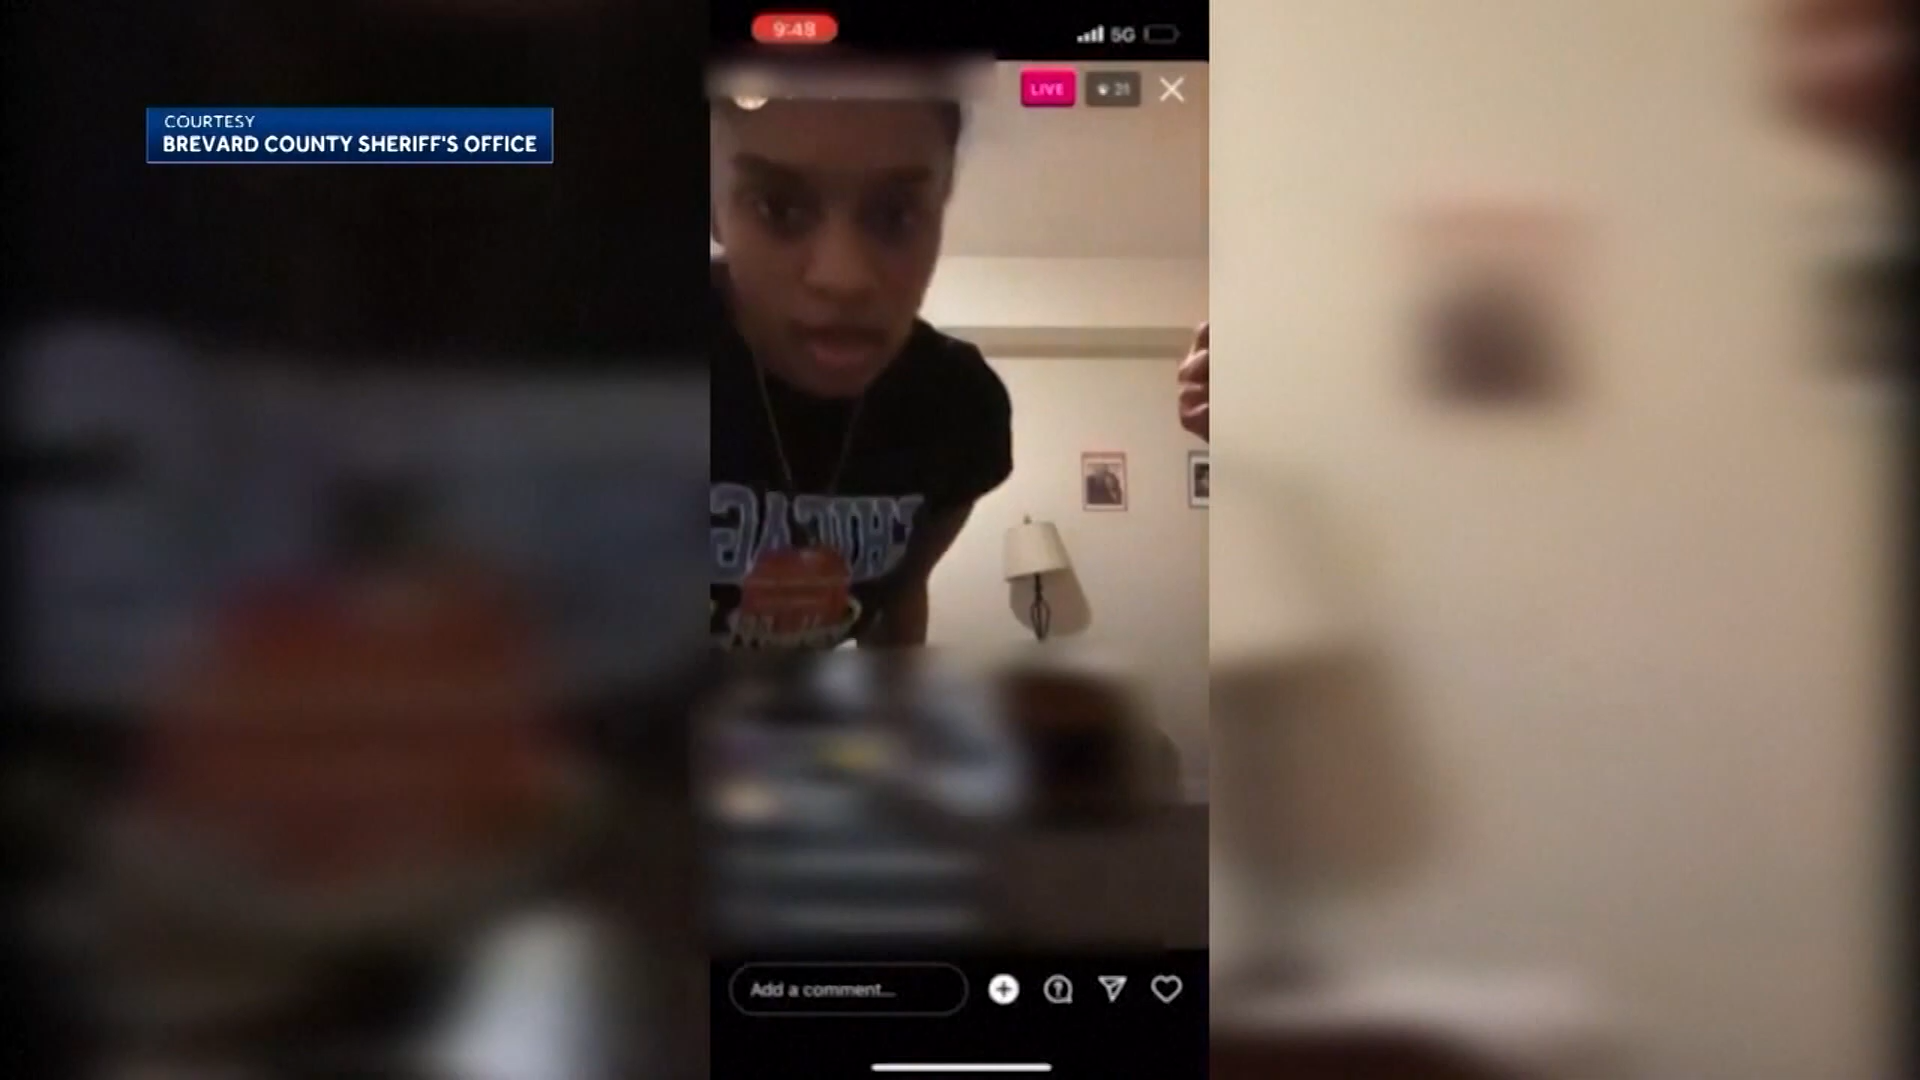 9:48
5G
LIVE
COURTESY
BREVARD COUNTY SHERIFF'S OFFICE
Add a comment...